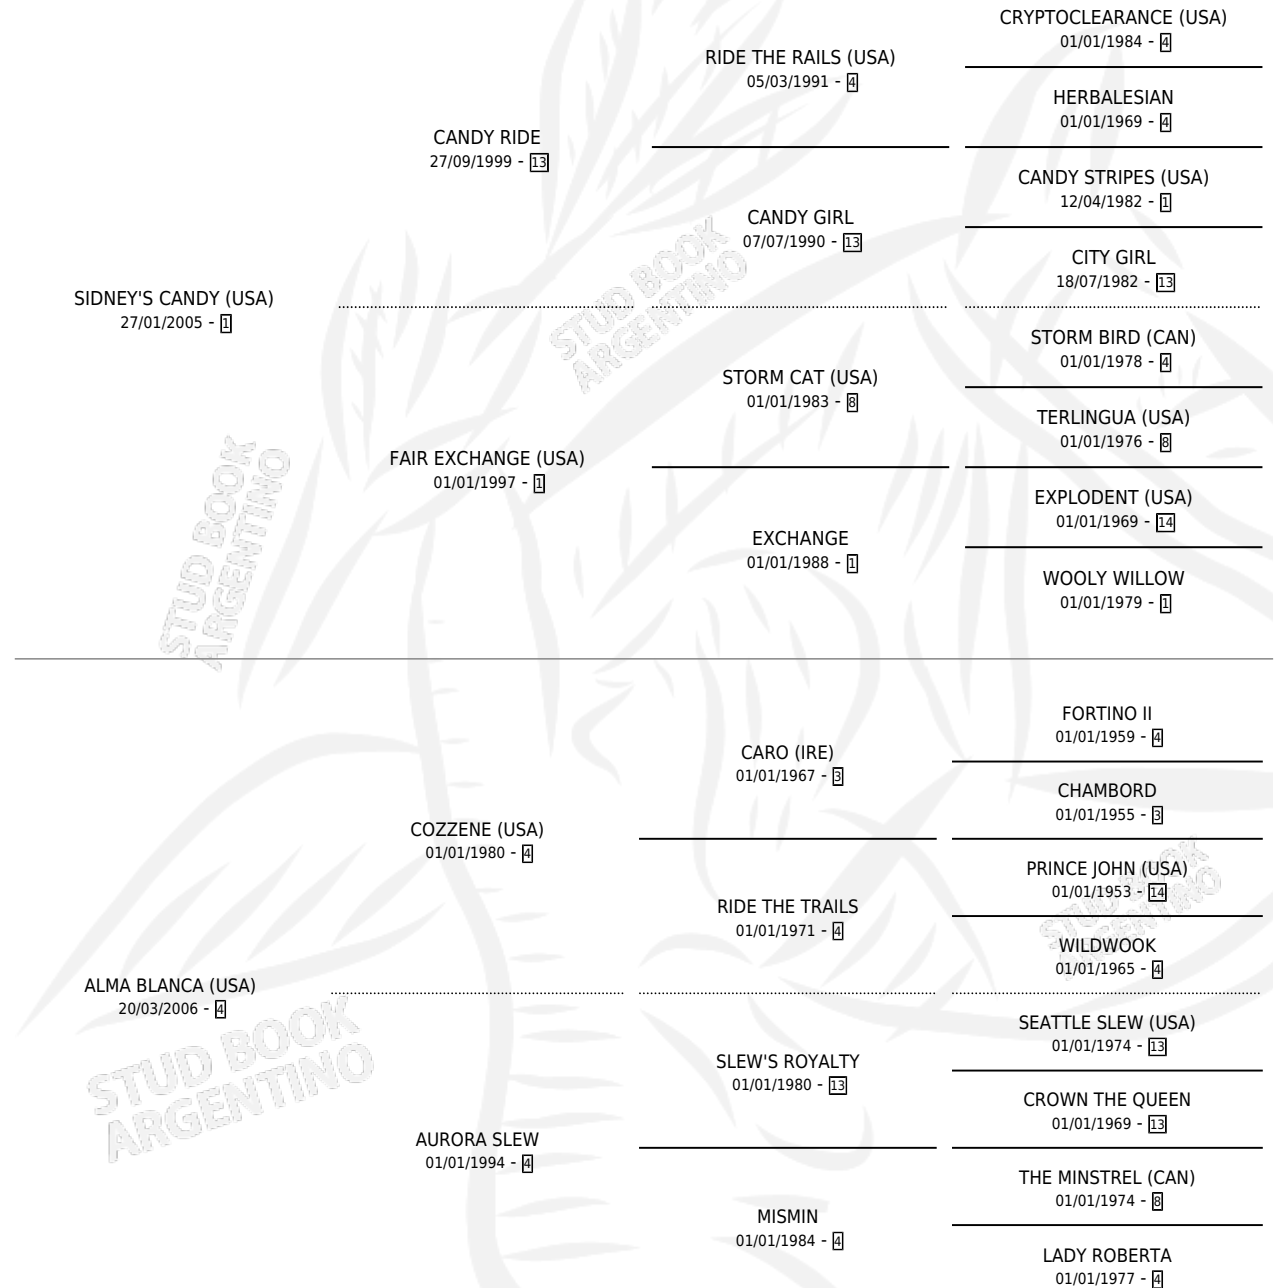 CRYPTOCLEARANCE (USA)
01/01/1984 - 4
RIDE THE RAILS (USA)
05/03/1991 - 4
HERBALESIAN
01/01/1969 - 4
CANDY RIDE
27/09/1999 - 13
CANDY STRIPES (USA)
12/04/1982 - 1
CANDY GIRL
07/07/1990 - 13
CITY GIRL
18/07/1982 - 13
SIDNEY'S CANDY (USA)
27/01/2005 - 1
STORM BIRD (CAN)
01/01/1978 - 4
STORM CAT (USA)
01/01/1983 - 8
TERLINGUA (USA)
01/01/1976 - 8
FAIR EXCHANGE (USA)
01/01/1997 - 1
EXPLODENT (USA)
01/01/1969 - 14
EXCHANGE
01/01/1988 - 1
WOOLY WILLOW
01/01/1979 - 1
FORTINO II
01/01/1959 - 4
CARO (IRE)
01/01/1967 - 3
CHAMBORD
01/01/1955 - 3
COZZENE (USA)
01/01/1980 - 4
PRINCE JOHN (USA)
01/01/1953 - 14
RIDE THE TRAILS
01/01/1971 - 4
WILDWOOK
01/01/1965 - 4
ALMA BLANCA (USA)
20/03/2006 - 4
SEATTLE SLEW (USA)
01/01/1974 - 13
SLEW'S ROYALTY
01/01/1980 - 13
CROWN THE QUEEN
01/01/1969 - 13
AURORA SLEW
01/01/1994 - 4
THE MINSTREL (CAN)
01/01/1974 - 8
MISMIN
01/01/1984 - 4
LADY ROBERTA
01/01/1977 - 4
STUD BOOK
ARGENTINO
STUD BOOK
ARGENTINO
STUD BOOK
ARGENTINO
STUD BOOK
ARGENTINO